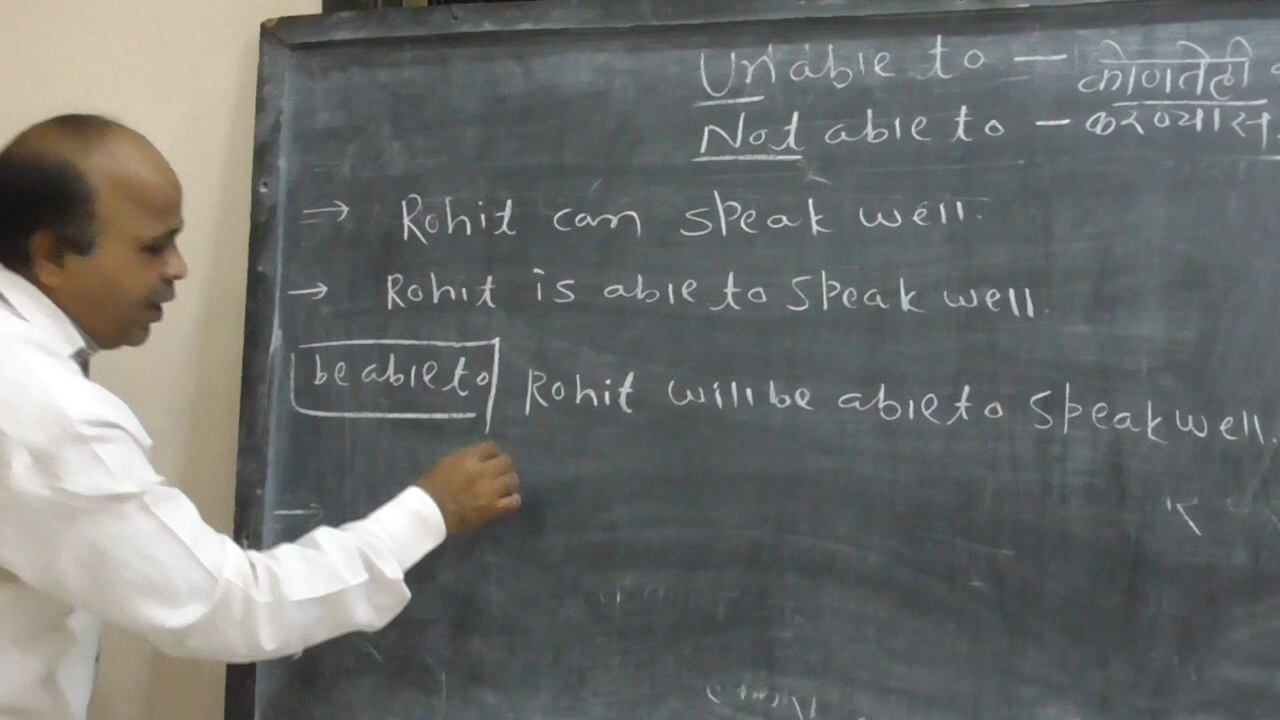 Unable to — कोणतेही
Not able to — करण्यास
⇒ Rohit can speak well.
→ Rohit is able to speak well.
be able to Rohit will be able to speak well.